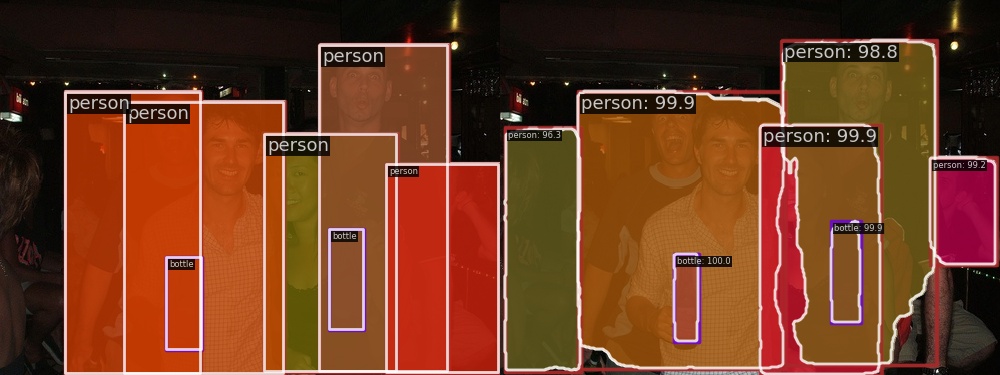 person
person
person
person
person
bottle
bottle
person: 98.8
person: 99.9
person: 99.9
person: 96.3
person: 99.2
bottle: 99.9
bottle: 100.0